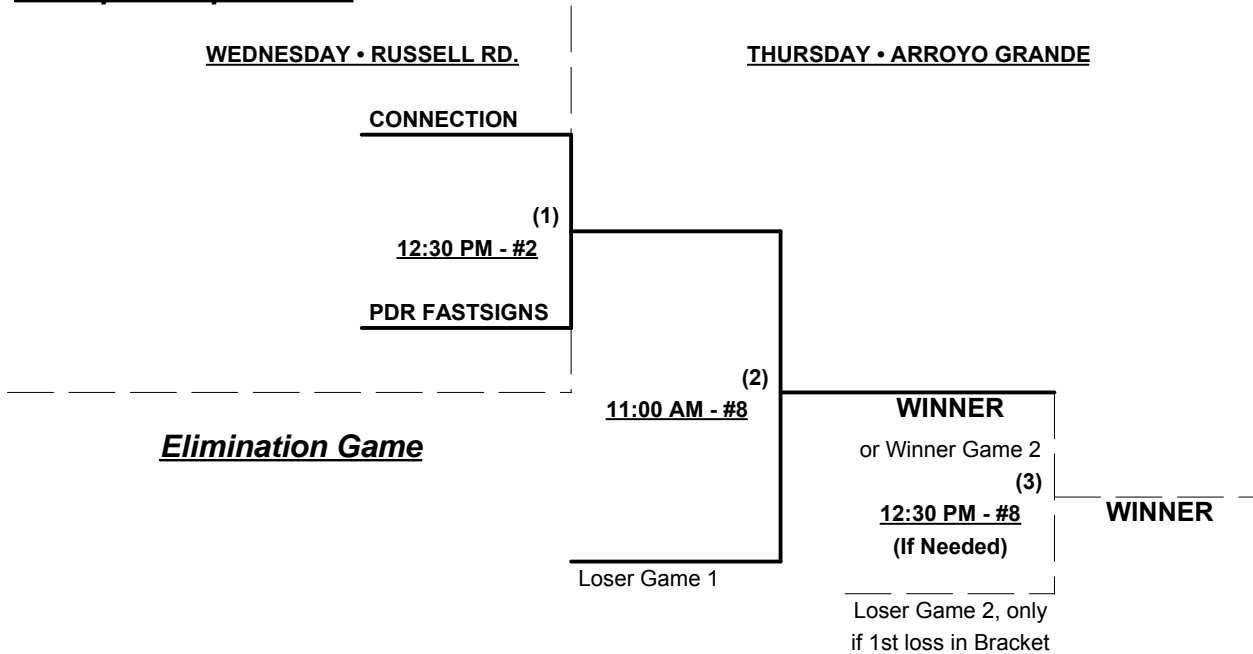 WEDNESDAY • RUSSELL RD.
THURSDAY • ARROYO GRANDE
CONNECTION
(1)
12:30 PM - #2
PDR FASTSIGNS
(2)
11:00 AM - #8
WINNER
or Winner Game 2
(3)
12:30 PM - #8
(If Needed)
WINNER
Elimination Game
Loser Game 1
Loser Game 2, only
if 1st loss in Bracket